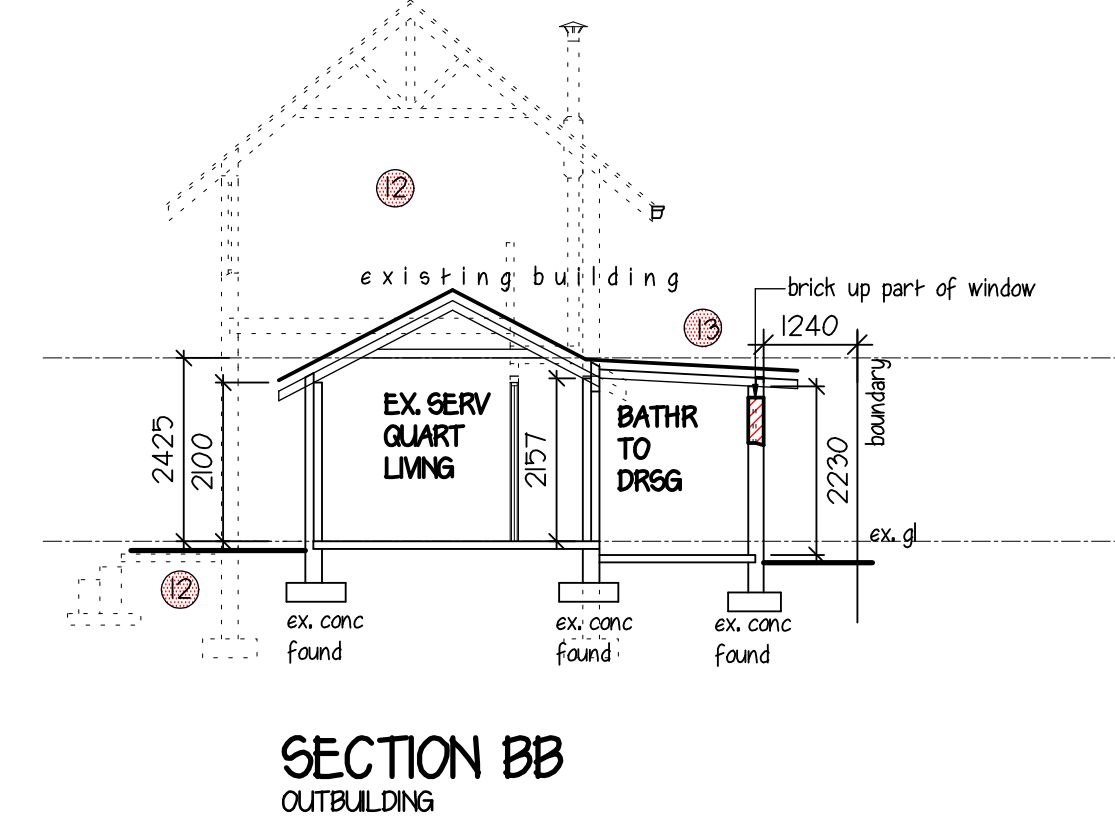 12
existing building
brick up part of window
13
1240
boundary
EX. SERV
QUART
LIVING
BATHR
TO
DRSG
2425
2100
2157
2230
ex. gl
12
ex. conc
found
ex. conc
found
ex. conc
found
SECTION BB
OUTBUILDING